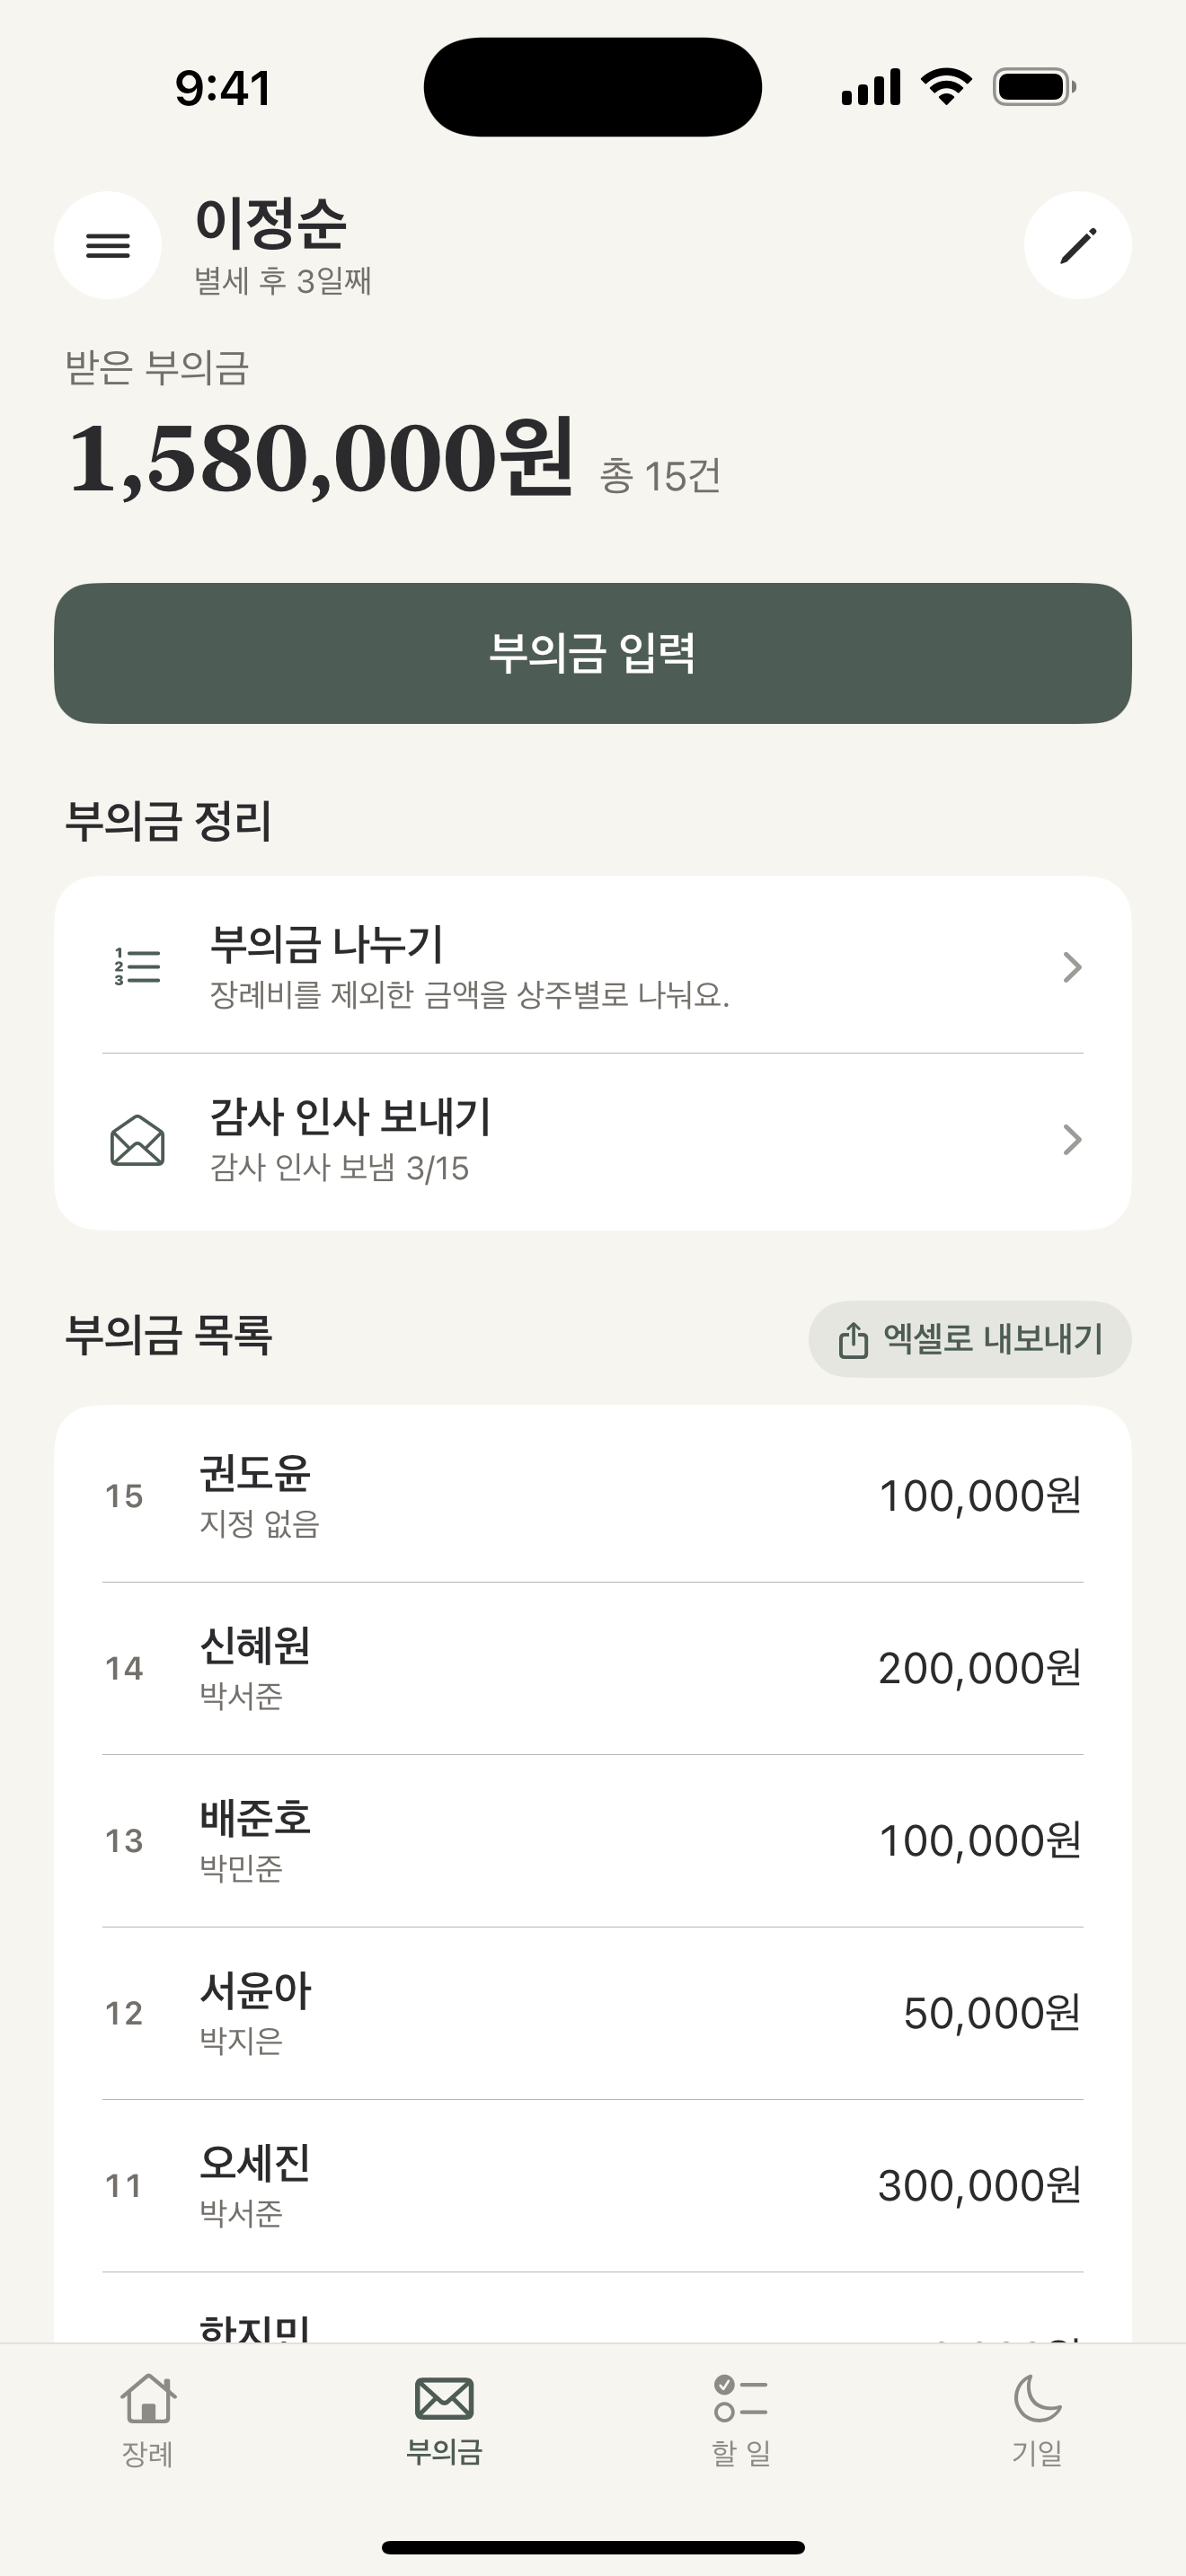 9:41
이정순
별세 후 3일째
받은 부의금
1,580,000원 총 15건
부의금 입력
부의금 정리
1
2
3
부의금 나누기
장례비를 제외한 금액을 상주별로 나눠요.
감사 인사 보내기
감사 인사 보냄 3/15
부의금 목록
엑셀로 내보내기
15 권도윤 100,000원
지정 없음
14 신혜원 200,000원
박서준
13 배준호 100,000원
박민준
12 서윤아 50,000원
박지은
11 오세진 300,000원
박서준
장례 부의금 할 일 기일